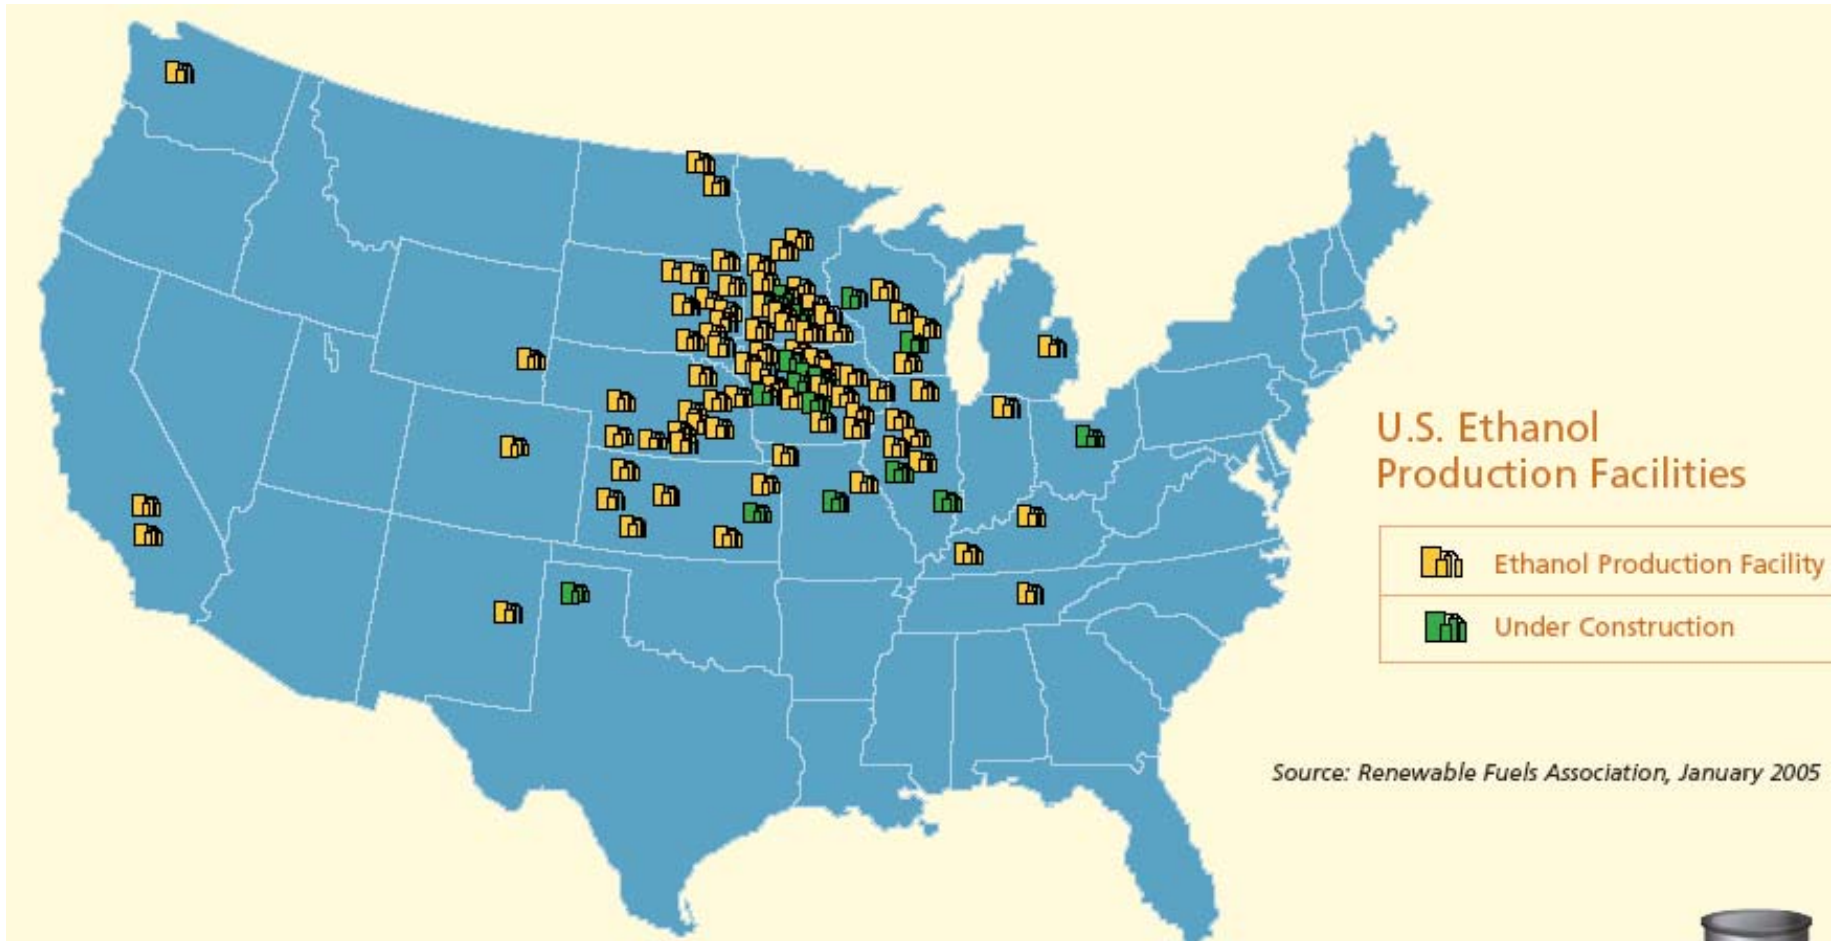 U.S. Ethanol
Production Facilities
Ethanol Production Facility
Under Construction
Source: Renewable Fuels Association, January 2005